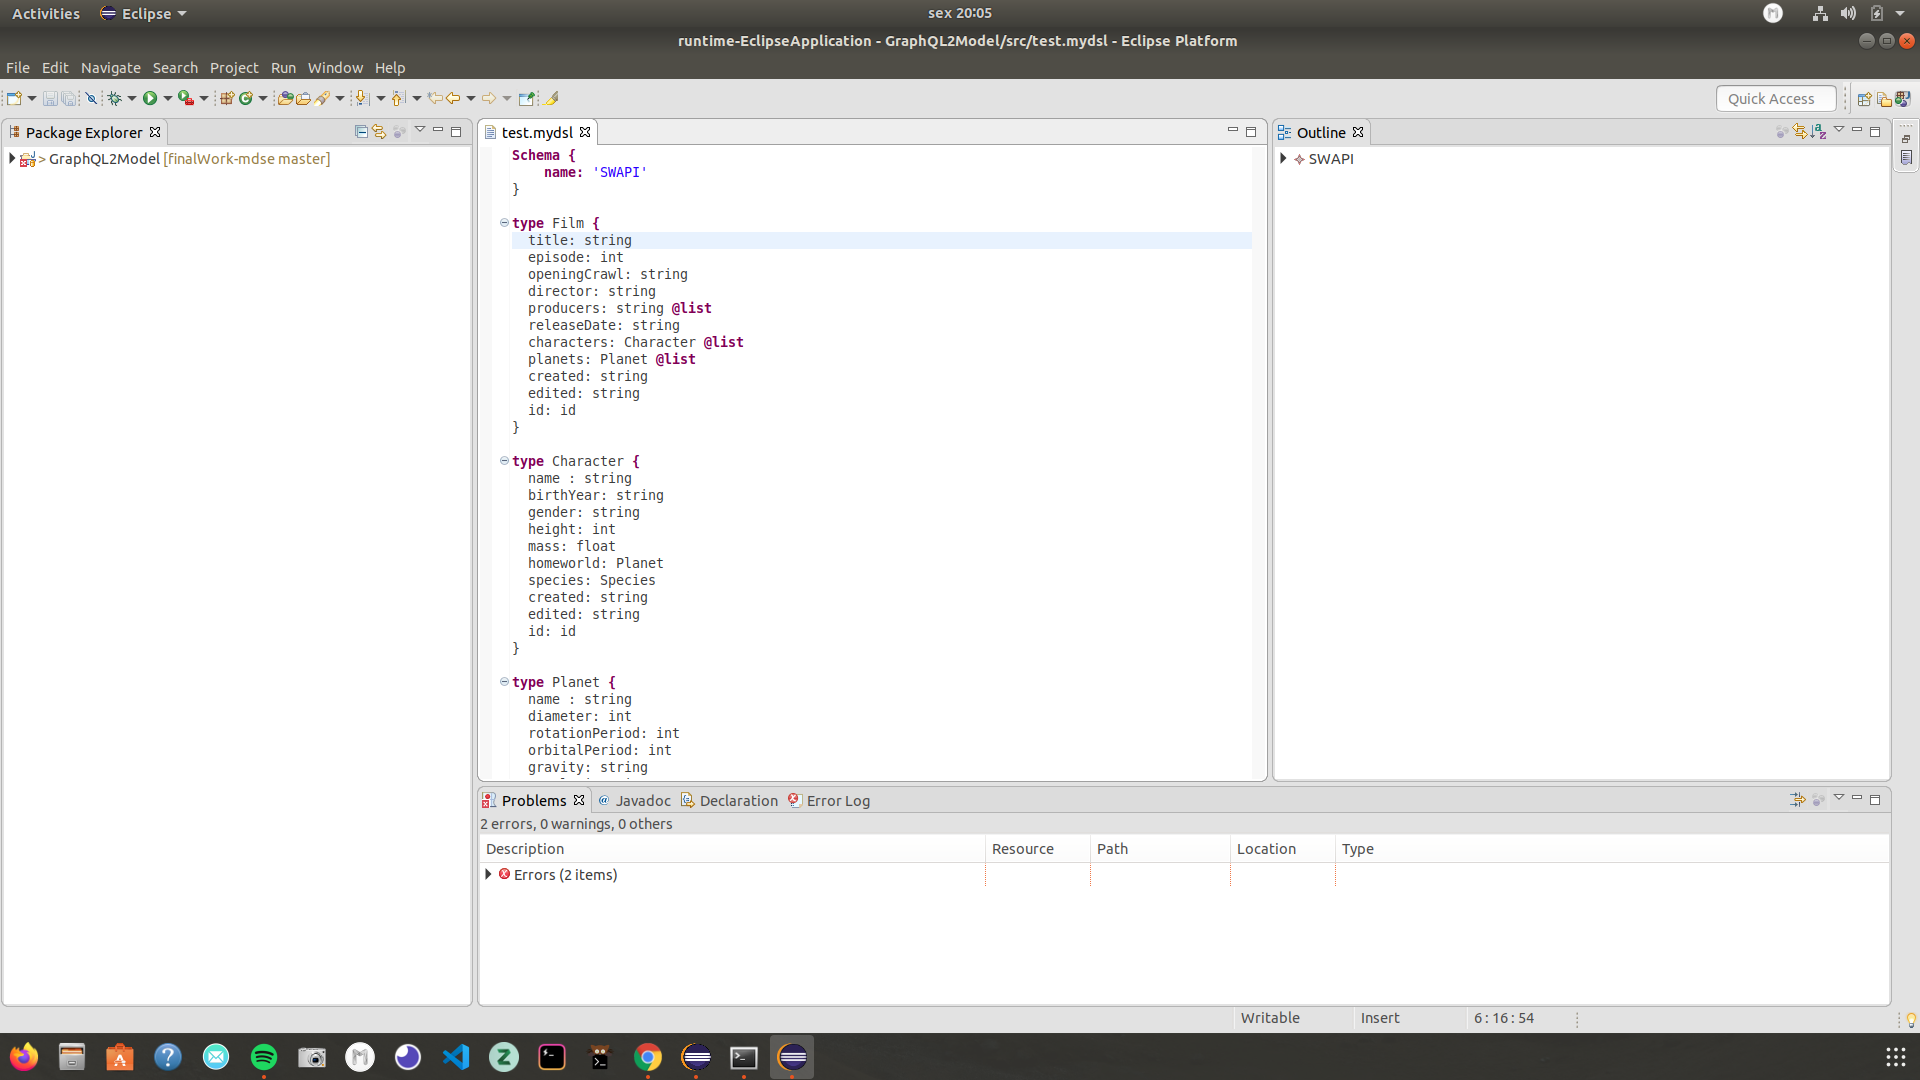 Activities Eclipse sex 20:05
runtime-EclipseApplication - GraphQL2Model/src/test.mydsl - Eclipse Platform
File Edit Navigate Search Project Run Window Help
Quick Access
Package Explorer
> GraphQL2Model [finalWork-mdse master]
test.mydsl
Schema {
name: 'SWAPI'
}
type Film {
title: string
episode: int
openingCrawl: string
director: string
producers: string @list
releaseDate: string
characters: Character @list
planets: Planet @list
created: string
edited: string
id: id
}
type Character {
name : string
birthYear: string
gender: string
height: int
mass: float
homeworld: Planet
species: Species
created: string
edited: string
id: id
}
type Planet {
name : string
diameter: int
rotationPeriod: int
orbitalPeriod: int
gravity: string
Outline
SWAPI
Problems Javadoc Declaration Error Log
2 errors, 0 warnings, 0 others
Description Resource Path Location Type
Errors (2 items)
Writable Insert 6 : 16 : 54